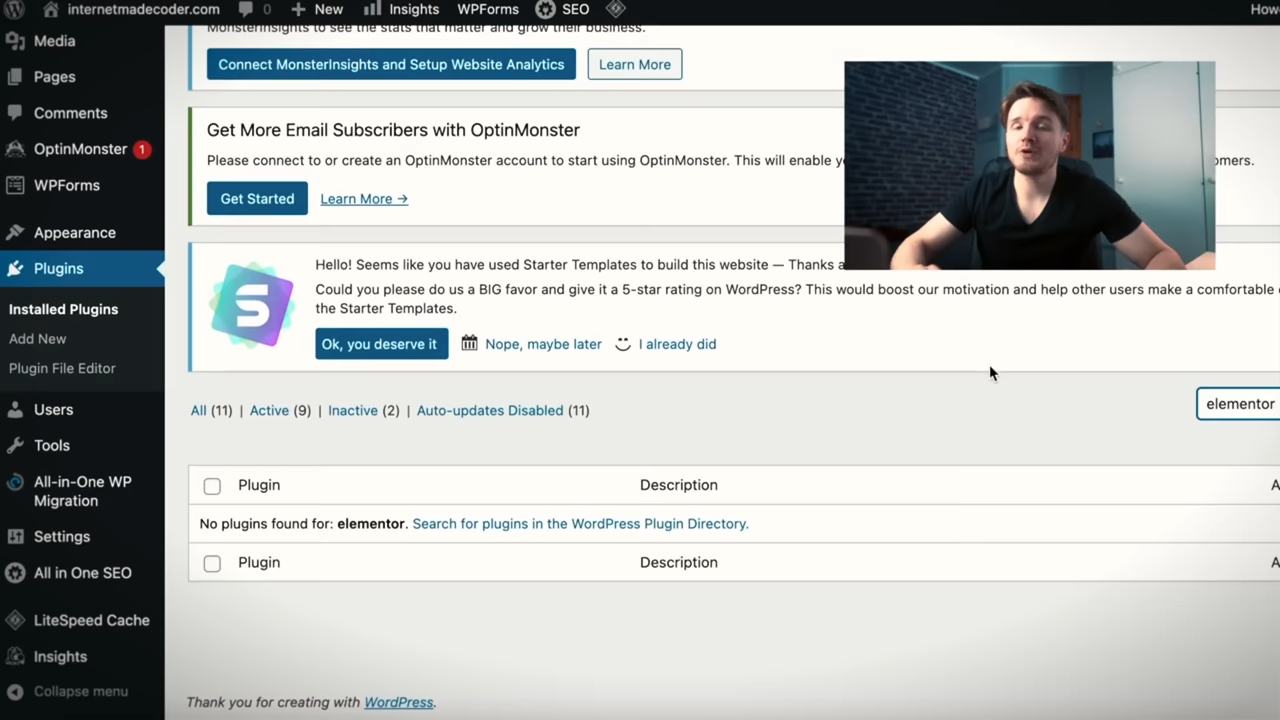 internetmadecoder.com 0 New Insights WPForms SEO How
Media
Pages
Comments
OptinMonster 1
WPForms
Appearance
Plugins
Installed Plugins
Add New
Plugin File Editor
Users
Tools
All-in-One WP
Migration
Settings
All in One SEO
LiteSpeed Cache
Insights
Collapse menu
MonsterInsights to see the stats that matter and grow their business.
Connect MonsterInsights and Setup Website Analytics Learn More
Get More Email Subscribers with OptinMonster
Please connect to or create an OptinMonster account to start using OptinMonster. This will enable y omers.
Get Started Learn More →
Hello! Seems like you have used Starter Templates to build this website — Thanks a
Could you please do us a BIG favor and give it a 5-star rating on WordPress? This would boost our motivation and help other users make a comfortable
the Starter Templates.
Ok, you deserve it Nope, maybe later I already did
All (11) | Active (9) | Inactive (2) | Auto-updates Disabled (11)
elementor
Plugin Description A
No plugins found for: elementor. Search for plugins in the WordPress Plugin Directory.
Plugin Description A
Thank you for creating with WordPress.